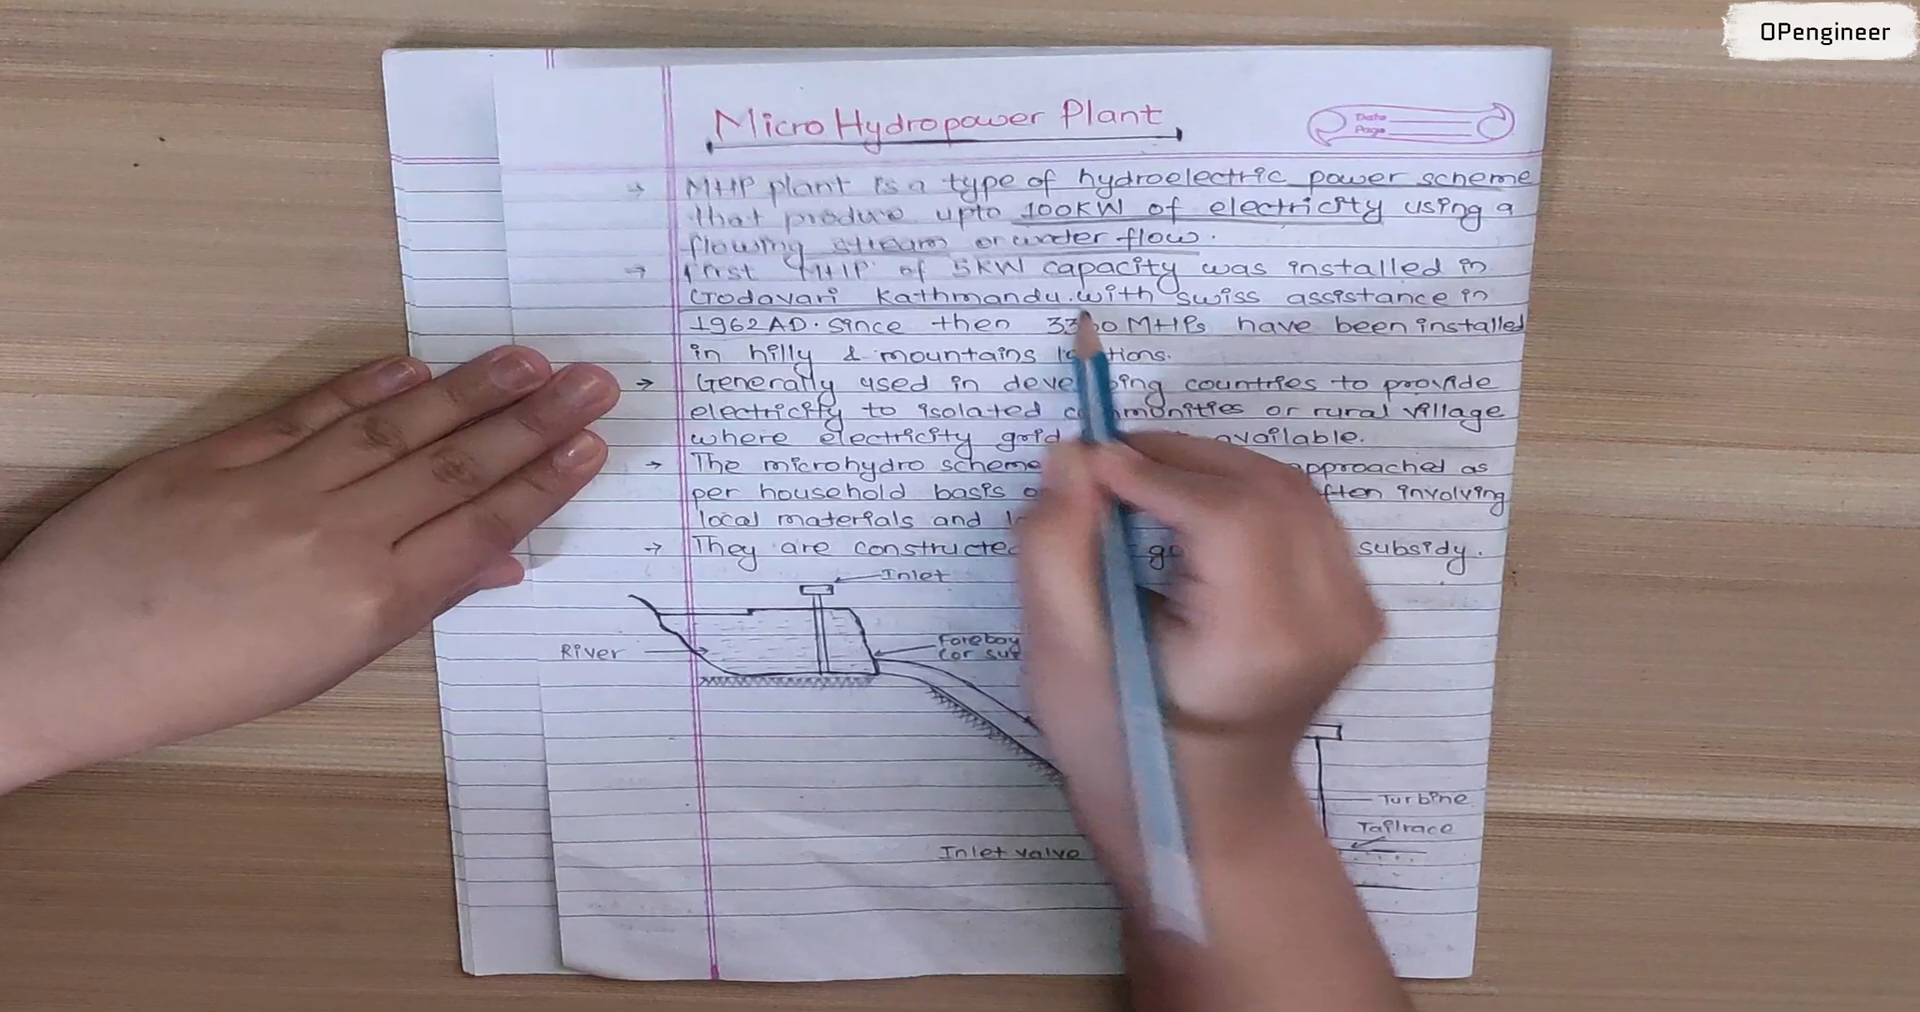 OPengineer
Micro Hydropower Plant
Date
Page
→ MHP plant is a type of hydroelectric power scheme
that produce upto 100KW of electricity using a
flowing stream or water flow.
→ First MHP of 5KW capacity was installed in
Godavari Kathmandu with swiss assistance in
1962AD. since then MHPs have been installed
in hilly & mountains
→ Generally used in countries to provide
electricity to isolated or rural village
where electricity grid available.
→ The microhydro scheme approached as
per household basis often involving
local materials and
→ They are constructed subsidy.
Inlet
River
Forebay
(or
Turbine
Tailrace
Inlet valve